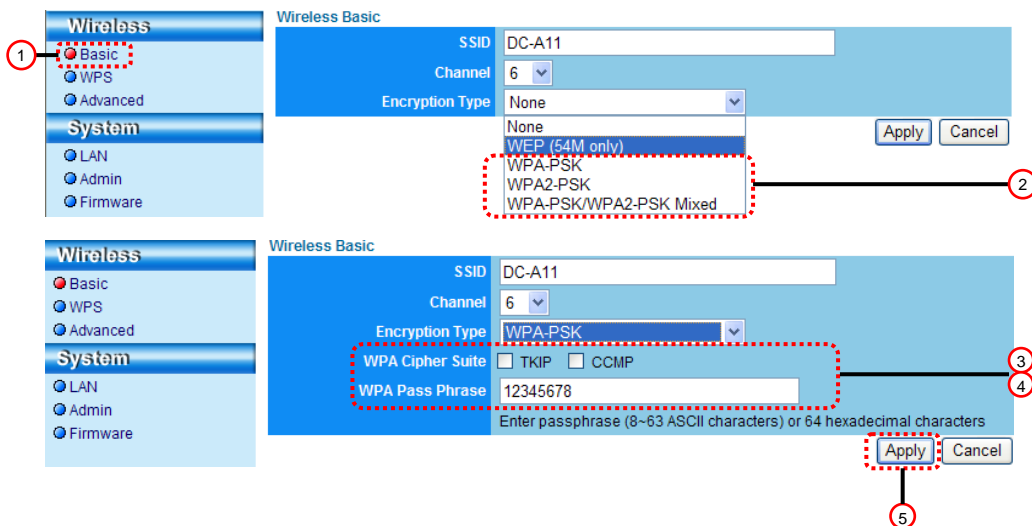 Wireless
Basic
WPS
Advanced
System
LAN
Admin
Firmware
1
Wireless Basic
SSID DC-A11
Channel 6
Encryption Type None
None
WEP (54M only)
WPA-PSK
WPA2-PSK
WPA-PSK/WPA2-PSK Mixed
Apply Cancel
2
Wireless
Basic
WPS
Advanced
System
LAN
Admin
Firmware
Wireless Basic
SSID DC-A11
Channel 6
Encryption Type WPA-PSK
WPA Cipher Suite TKIP CCMP
WPA Pass Phrase 12345678
Enter passphrase (8~63 ASCII characters) or 64 hexadecimal characters
3
4
Apply Cancel
5